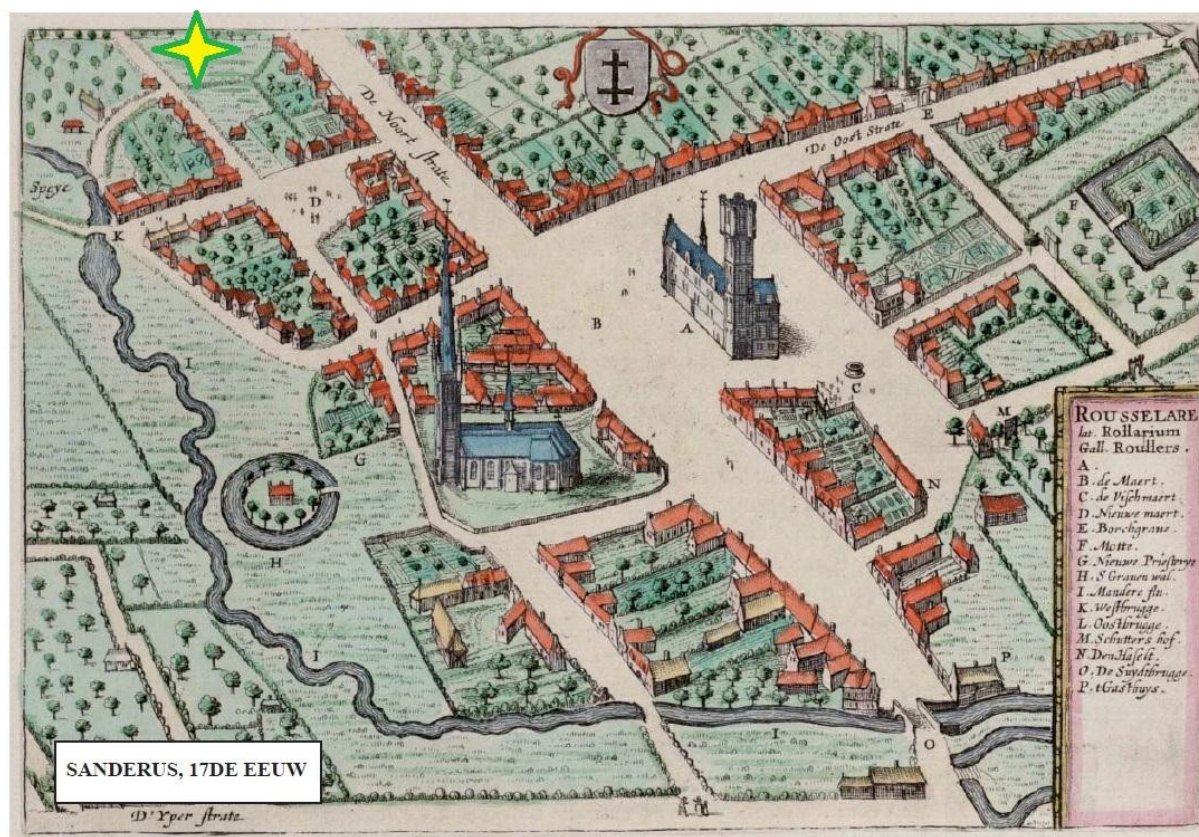 De Noort strate
E
De Oost Strate
L
D
Speye
K
F
B
A
I
C
M
G
N
H
I
P
I
O
ROUSSELARE
lat. Rollarium
Gall. Roullers.
A.
B. de Maert.
C. de Vischmaert.
D. Nieuwe maert.
E. Borchgrave.
F. Motte.
G. Nieuwe Priestrye
H. S Graven wal.
I. Mandere flu.
K. Westbrugge.
L. Oostbrugge.
M. Schutters hof.
N. Den Haselt.
O. De Suydtbrugge.
P. t Gasthuys.
SANDERUS, 17DE EEUW
D'Yper strate